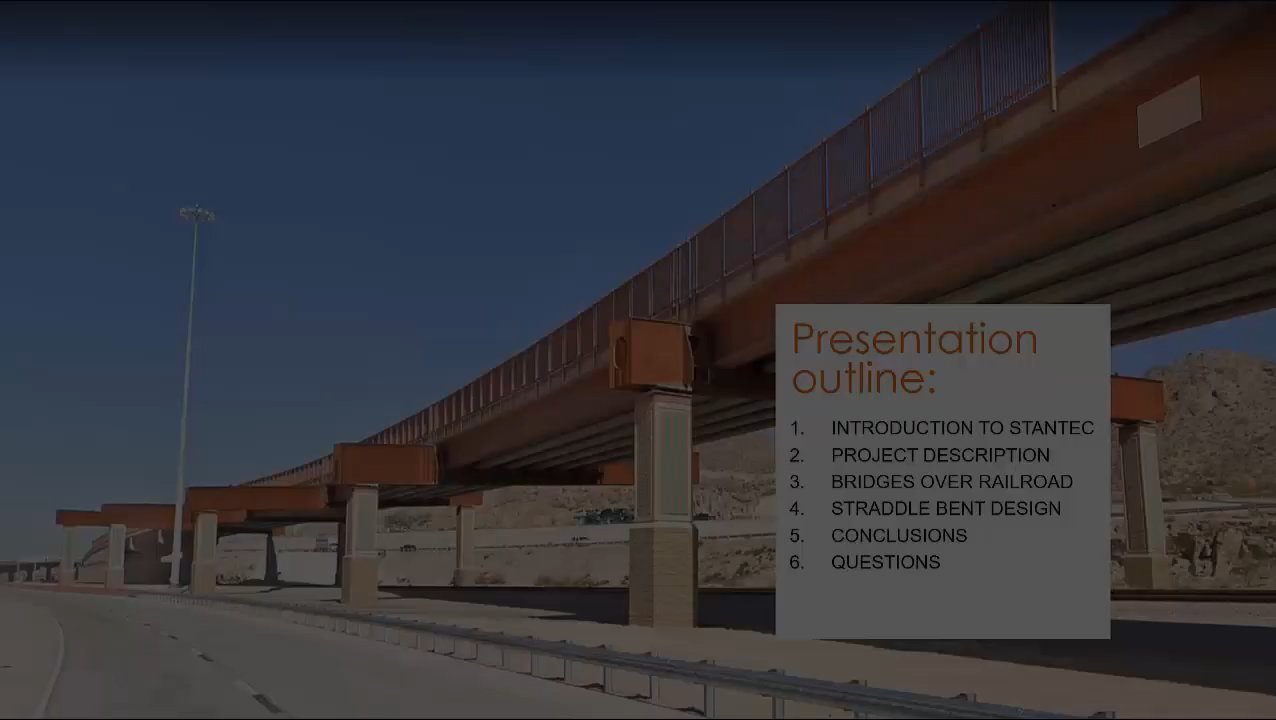 Presentation
outline:
1. INTRODUCTION TO STANTEC
2. PROJECT DESCRIPTION
3. BRIDGES OVER RAILROAD
4. STRADDLE BENT DESIGN
5. CONCLUSIONS
6. QUESTIONS